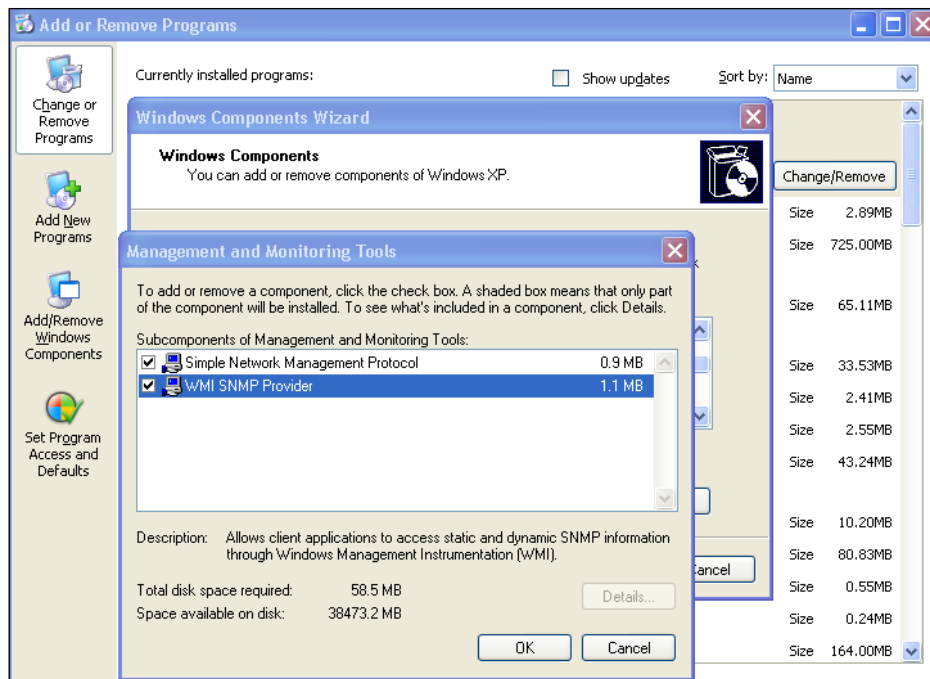 Add or Remove Programs
Change or
Remove
Programs
Add New
Programs
Add/Remove
Windows
Components
Set Program
Access and
Defaults
Currently installed programs:
Show updates
Sort by:
Name
Change/Remove
Size 2.89MB
Size 725.00MB
Size 65.11MB
Size 33.53MB
Size 2.41MB
Size 2.55MB
Size 43.24MB
Size 10.20MB
Size 80.83MB
Size 0.55MB
Size 0.24MB
Size 164.00MB
Windows Components Wizard
Windows Components
You can add or remove components of Windows XP.
Cancel
Management and Monitoring Tools
To add or remove a component, click the check box. A shaded box means that only part
of the component will be installed. To see what's included in a component, click Details.
Subcomponents of Management and Monitoring Tools:
Simple Network Management Protocol 0.9 MB
WMI SNMP Provider 1.1 MB
Description: Allows client applications to access static and dynamic SNMP information
through Windows Management Instrumentation (WMI).
Total disk space required: 58.5 MB
Space available on disk: 38473.2 MB
Details...
OK
Cancel